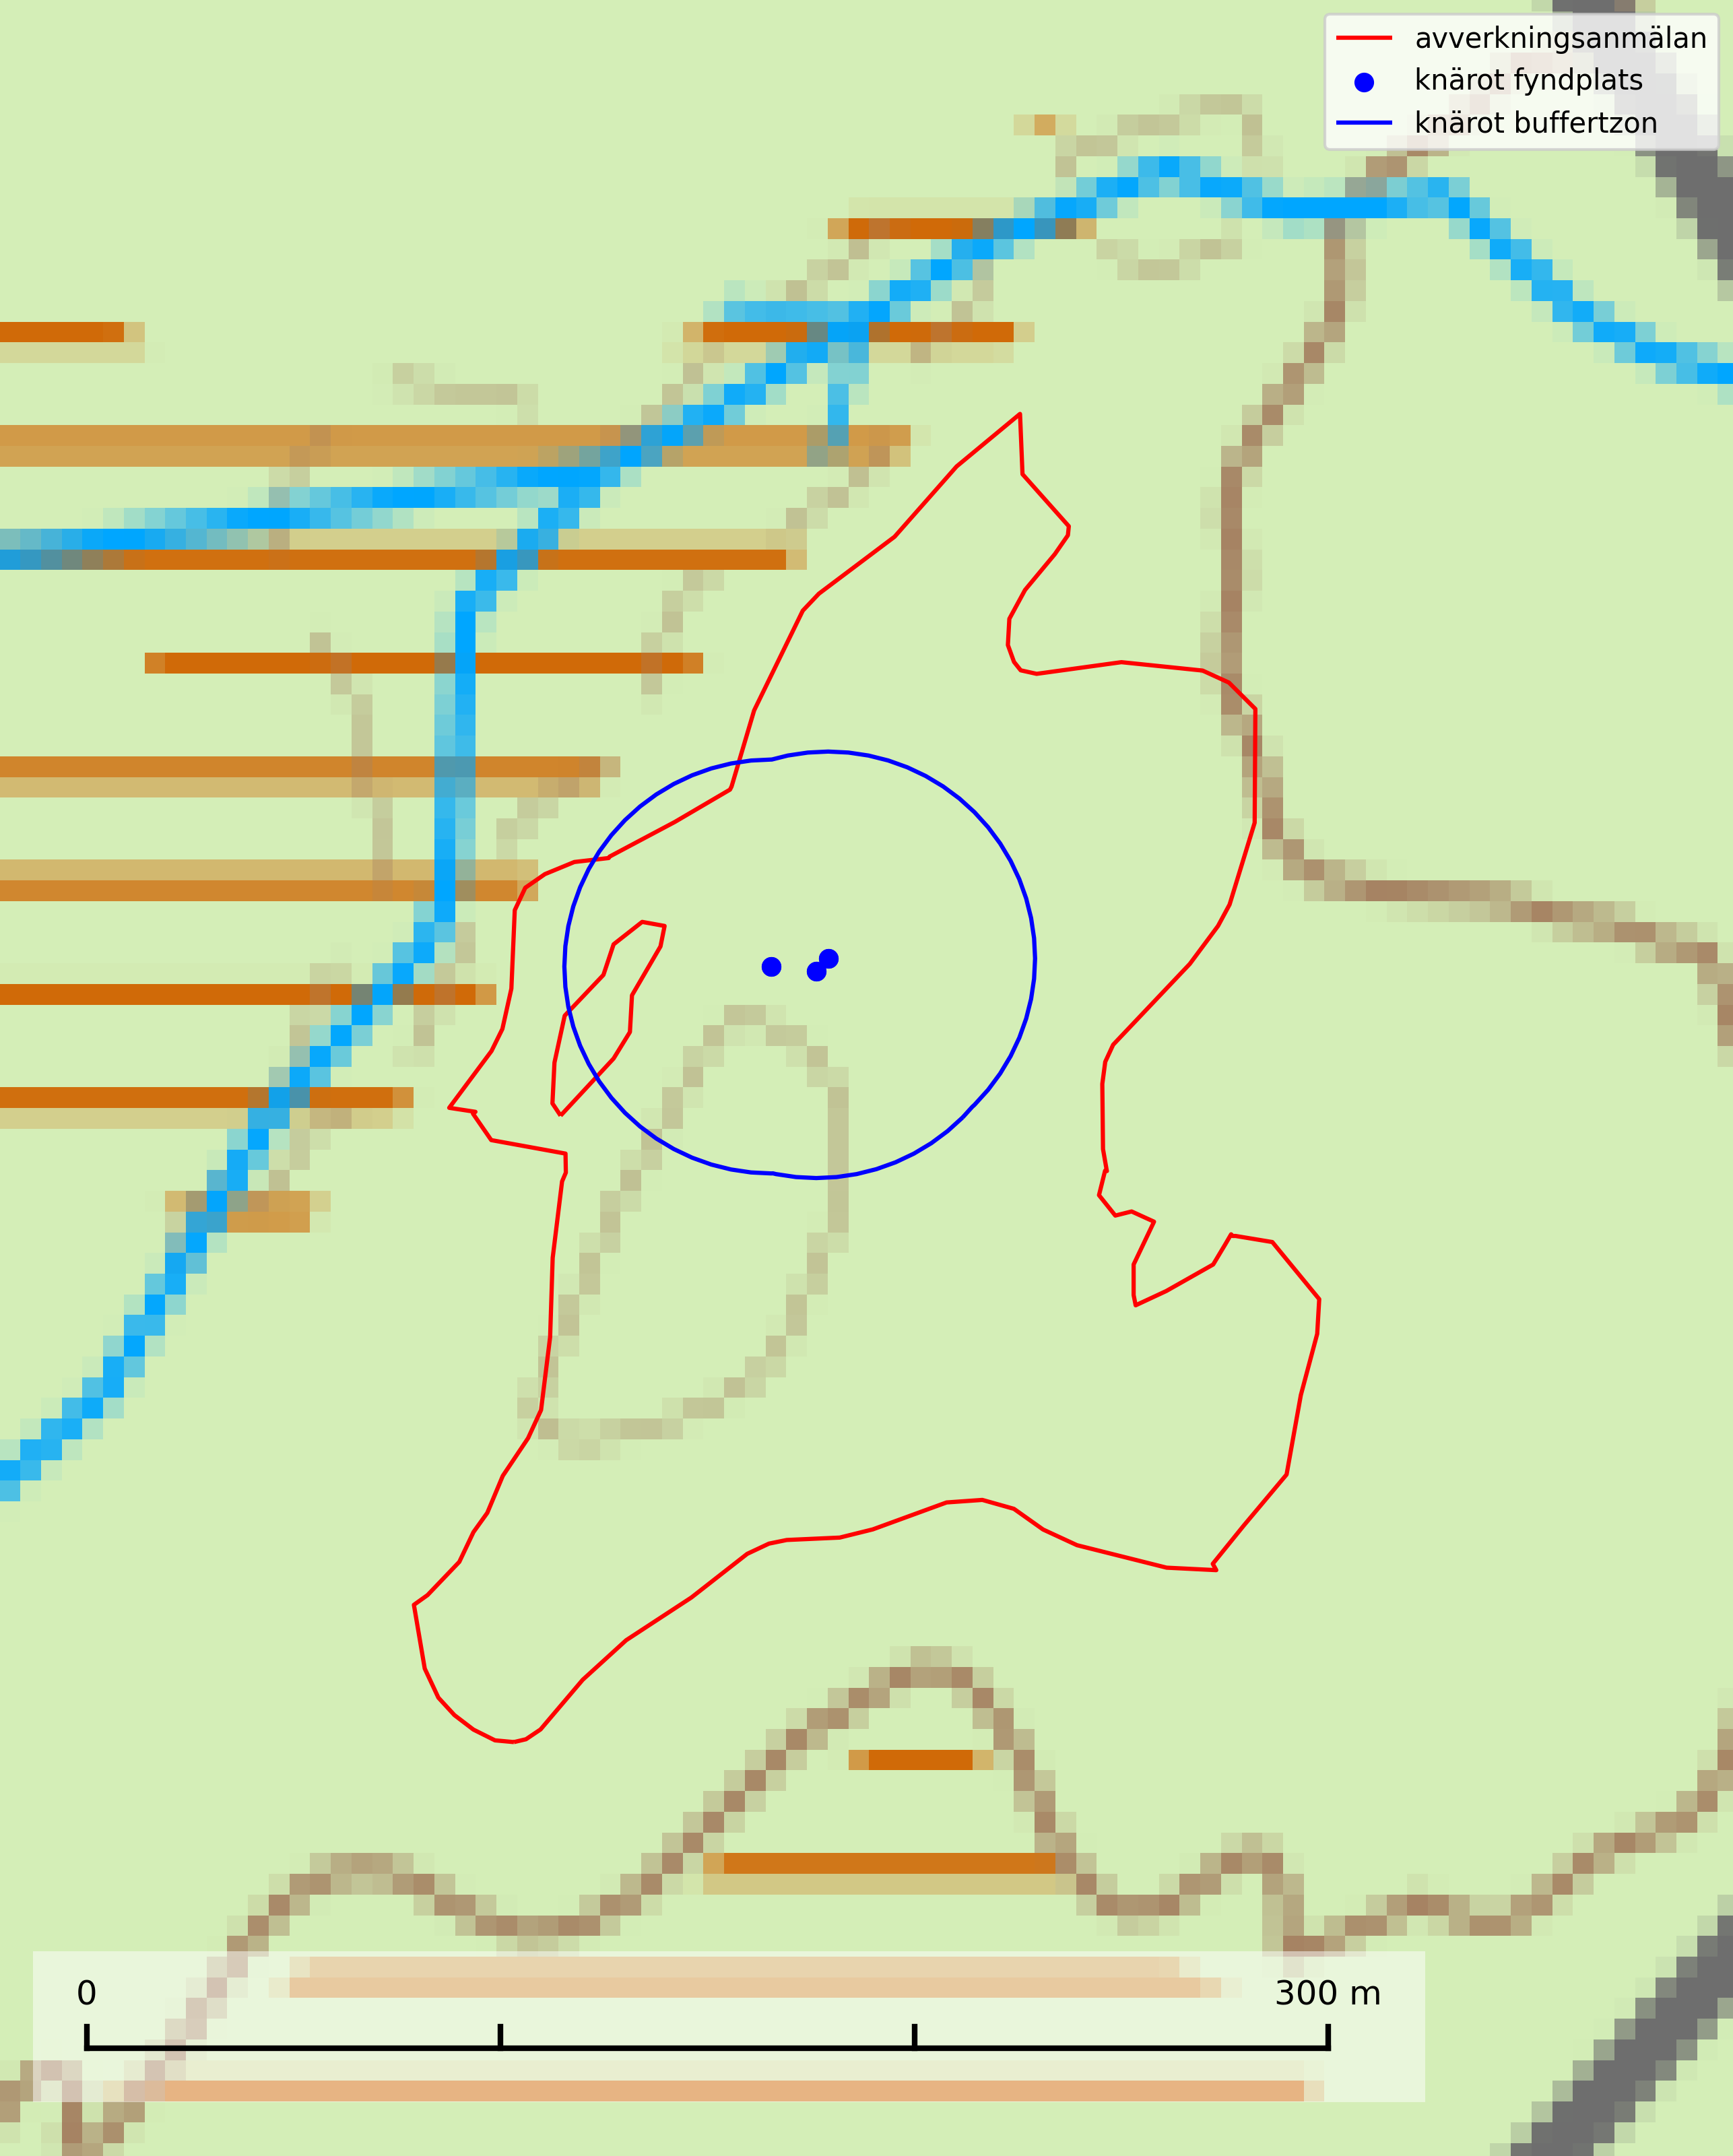 avverkningsanmälan
knärot fyndplats
knärot buffertzon
0 300 m